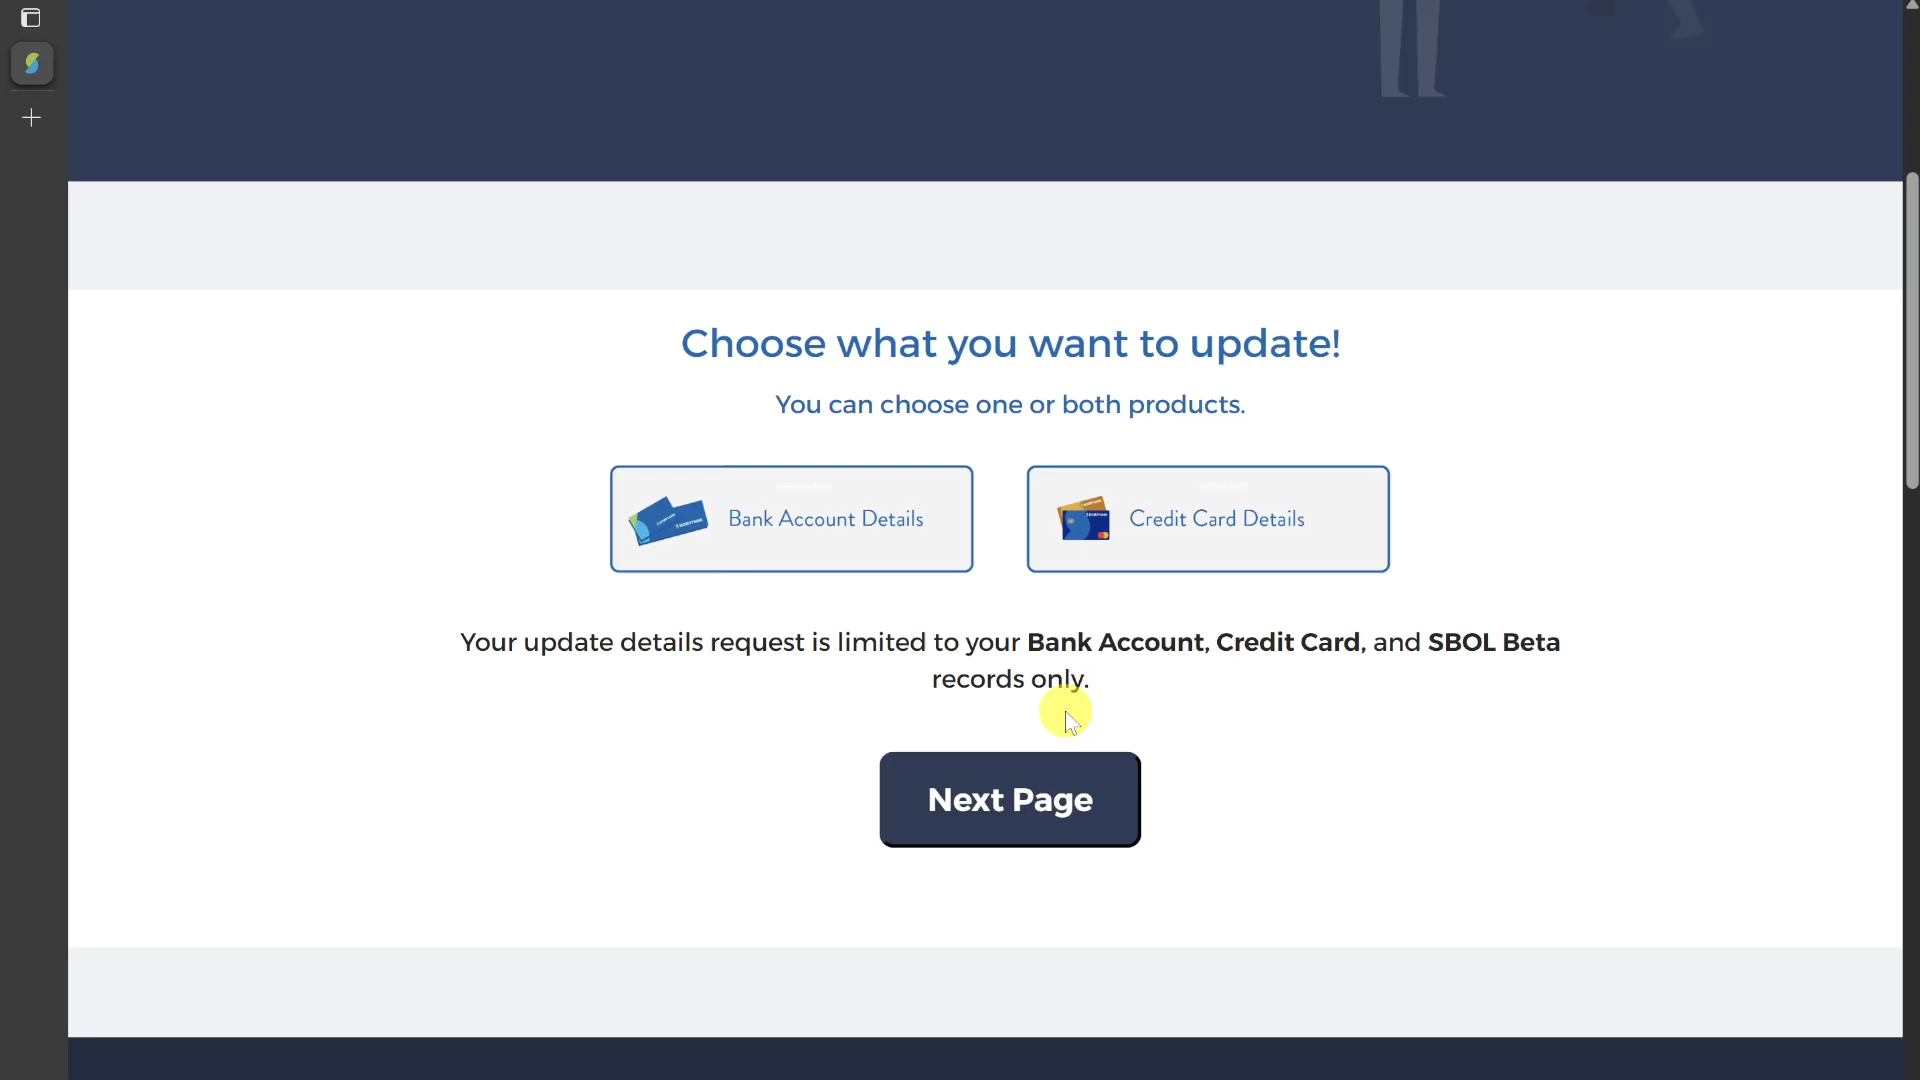 Choose what you want to update!
You can choose one or both products.
Bank Account Details
Credit Card Details
Your update details request is limited to your Bank Account, Credit Card, and SBOL Beta
records only.
Next Page